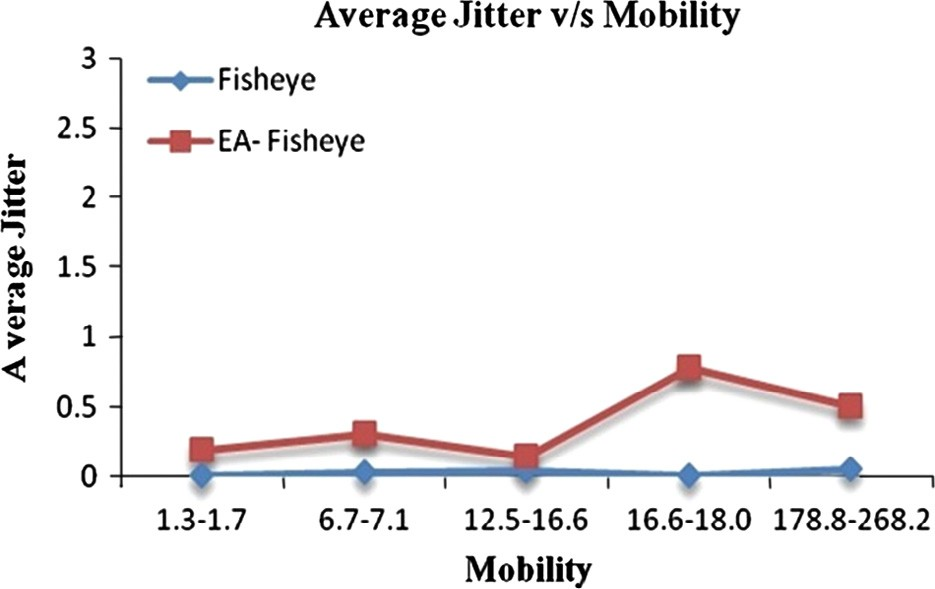 Average Jitter v/s Mobility
3
2.5
2
1.5
1
0.5
0
A verage Jitter
Fisheye
EA- Fisheye
1.3-1.7 6.7-7.1 12.5-16.6 16.6-18.0 178.8-268.2
Mobility